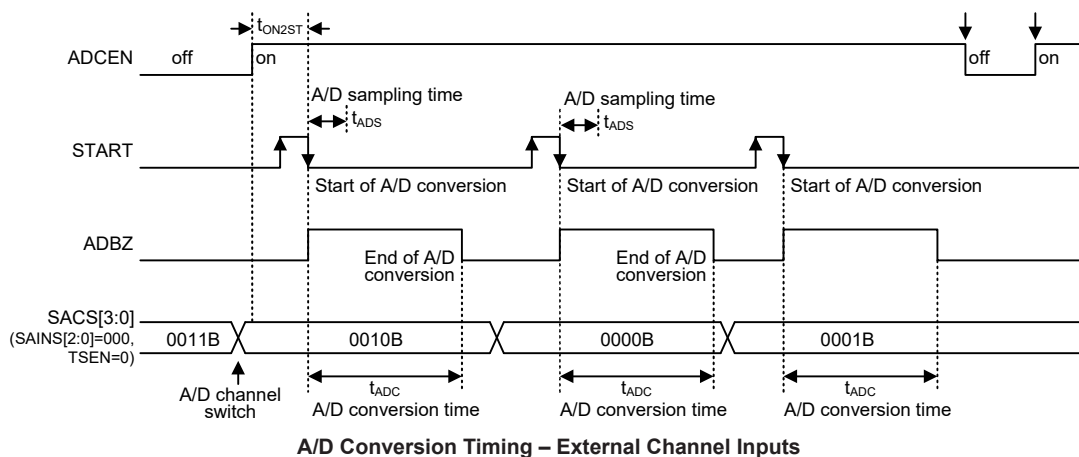 tON2ST
ADCEN off on off on
A/D sampling time A/D sampling time
tADS tADS
START
Start of A/D conversion Start of A/D conversion Start of A/D conversion
ADBZ
End of A/D conversion End of A/D conversion
SACS[3:0]
(SAINS[2:0]=000, TSEN=0)
0011B 0010B 0000B 0001B
A/D channel switch
tADC tADC tADC
A/D conversion time A/D conversion time A/D conversion time
A/D Conversion Timing – External Channel Inputs